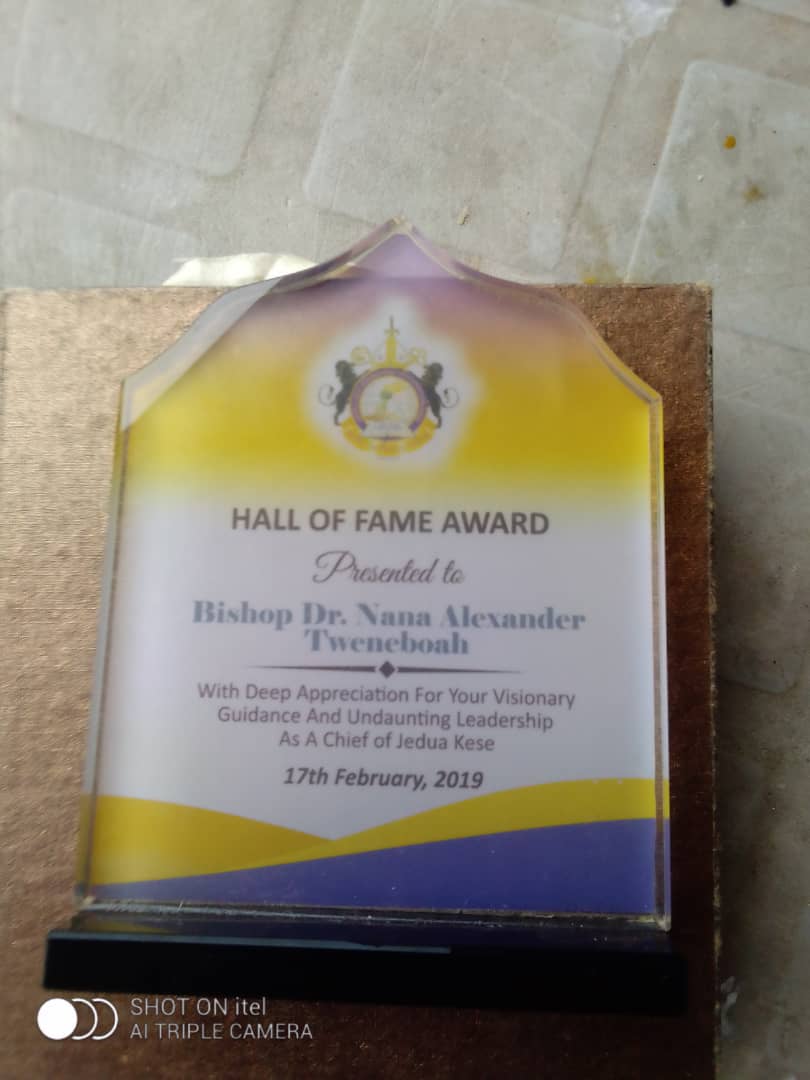 HALL OF FAME AWARD
Presented to
Bishop Dr. Nana Alexander
Tweneboah
With Deep Appreciation For Your Visionary
Guidance And Undaunting Leadership
As A Chief of Jedua Kese
17th February, 2019
SHOT ON itel
AI TRIPLE CAMERA